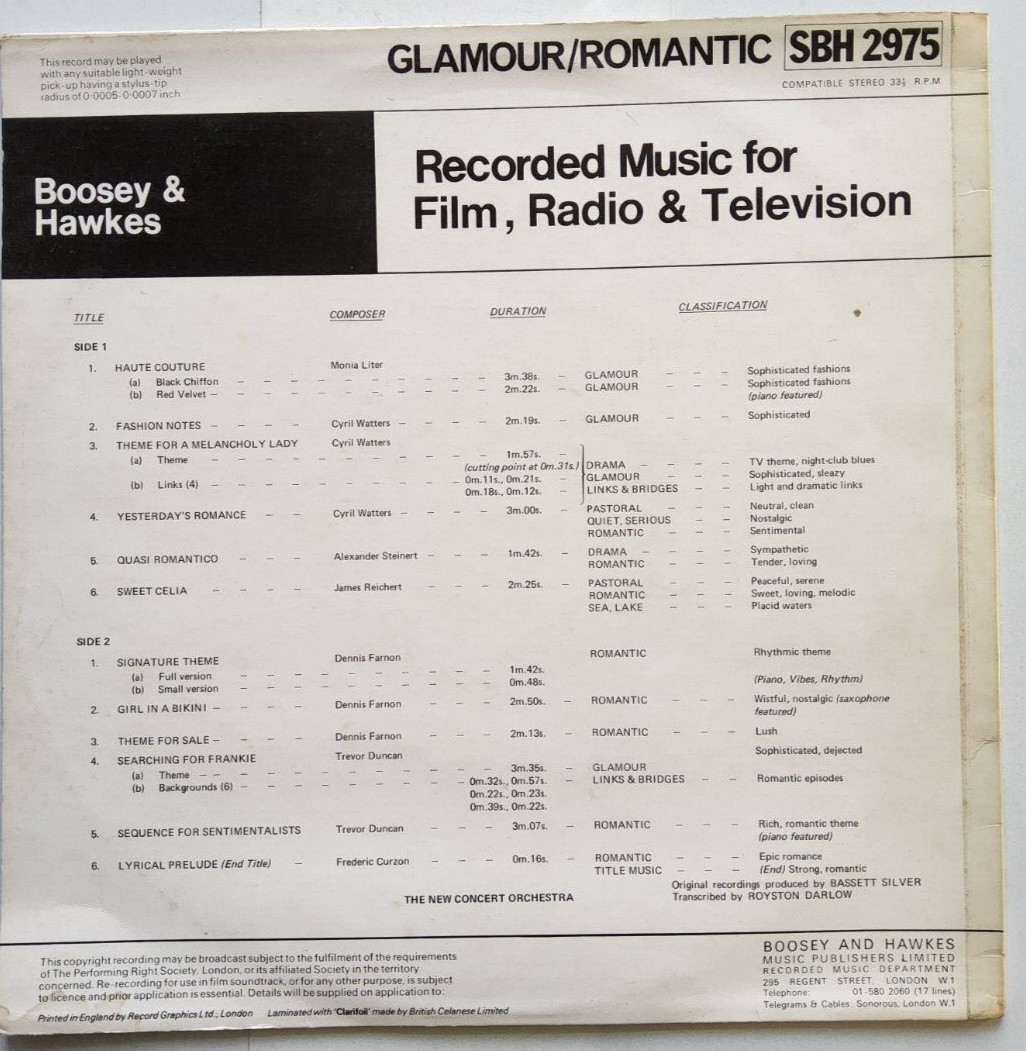 This record may be played
with any suitable light-weight
pick-up having a stylus-tip
radius of 0·0005-0·0007 inch
GLAMOUR/ROMANTIC SBH 2975
COMPATIBLE STEREO 33⅓ R.P.M.
Boosey &
Hawkes
Recorded Music for
Film, Radio & Television
TITLE COMPOSER DURATION CLASSIFICATION
SIDE 1
1. HAUTE COUTURE Monia Liter
(a) Black Chiffon – – – – – – – – – – 3m.38s. – GLAMOUR – – – Sophisticated fashions
(b) Red Velvet – – – – – – – – – – – 2m.22s. – GLAMOUR – – – Sophisticated fashions
(piano featured)
2. FASHION NOTES – – – – – Cyril Watters – – – – 2m.19s. – GLAMOUR – – – Sophisticated
3. THEME FOR A MELANCHOLY LADY Cyril Watters
(a) Theme – – – – – – – – – – 1m.57s. –
(cutting point at 0m.31s.) DRAMA – – – – TV theme, night-club blues
(b) Links (4) – – – – – – – – – – 0m.11s., 0m.21s. – GLAMOUR – – – Sophisticated, sleazy
0m.18s., 0m.12s. – LINKS & BRIDGES – – Light and dramatic links
4. YESTERDAY'S ROMANCE – – – – Cyril Watters – – – – 3m.00s. – PASTORAL – – – Neutral, clean
QUIET, SERIOUS – – – Nostalgic
ROMANTIC – – – Sentimental
5. QUASI ROMANTICO – – – – Alexander Steinert – – – 1m.42s. – DRAMA – – – – Sympathetic
ROMANTIC – – – Tender, loving
6. SWEET CELIA – – – – James Reichert – – – 2m.25s. – PASTORAL – – – Peaceful, serene
ROMANTIC – – – Sweet, loving, melodic
SEA, LAKE – – – Placid waters
SIDE 2
1. SIGNATURE THEME Dennis Farnon ROMANTIC Rhythmic theme
(a) Full version – – – – – – – – – – 1m.42s.
(b) Small version – – – – – – – – – – 0m.48s. (Piano, Vibes, Rhythm)
2. GIRL IN A BIKINI – – – – Dennis Farnon – – – 2m.50s. – ROMANTIC – – – Wistful, nostalgic (saxophone
featured)
3. THEME FOR SALE – – – – Dennis Farnon – – – 2m.13s. – ROMANTIC – – – Lush
4. SEARCHING FOR FRANKIE Trevor Duncan Sophisticated, dejected
(a) Theme – – – – – – – – – – – 3m.35s. – GLAMOUR
(b) Backgrounds (6) – – – – – – – – – 0m.32s., 0m.57s. – LINKS & BRIDGES – – Romantic episodes
0m.22s., 0m.23s.
0m.39s., 0m.22s.
5. SEQUENCE FOR SENTIMENTALISTS Trevor Duncan – – – 3m.07s. – ROMANTIC – – – Rich, romantic theme
(piano featured)
6. LYRICAL PRELUDE (End Title) – Frederic Curzon – – – 0m.16s. – ROMANTIC – – – Epic romance
TITLE MUSIC – – – (End) Strong, romantic
THE NEW CONCERT ORCHESTRA
Original recordings produced by BASSETT SILVER
Transcribed by ROYSTON DARLOW
This copyright recording may be broadcast subject to the fulfilment of the requirements
of The Performing Right Society, London, or its affiliated Society in the territory
concerned. Re-recording for use in film soundtrack, or for any other purpose, is subject
to licence and prior application is essential. Details will be supplied on application to:
BOOSEY AND HAWKES
MUSIC PUBLISHERS LIMITED
RECORDED MUSIC DEPARTMENT
295 REGENT STREET, LONDON W.1
Telephone: 01-580 2060 (17 lines)
Telegrams & Cables: Sonorous, London W.1
Printed in England by Record Graphics Ltd., London Laminated with 'Clarifoil' made by British Celanese Limited